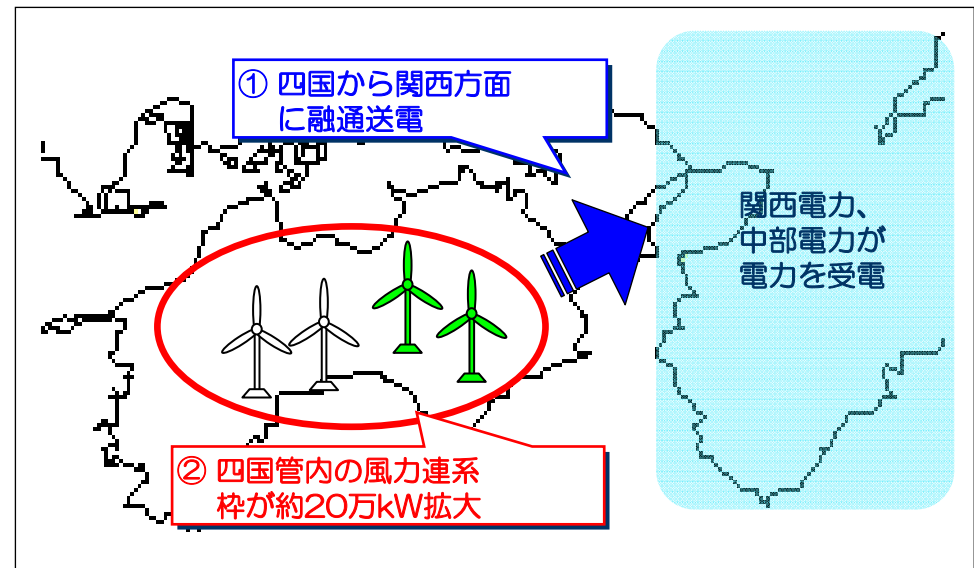 ① 四国から関西方面
に融通送電
関西電力、
中部電力が
電力を受電
② 四国管内の風力連系
枠が約20万kW拡大